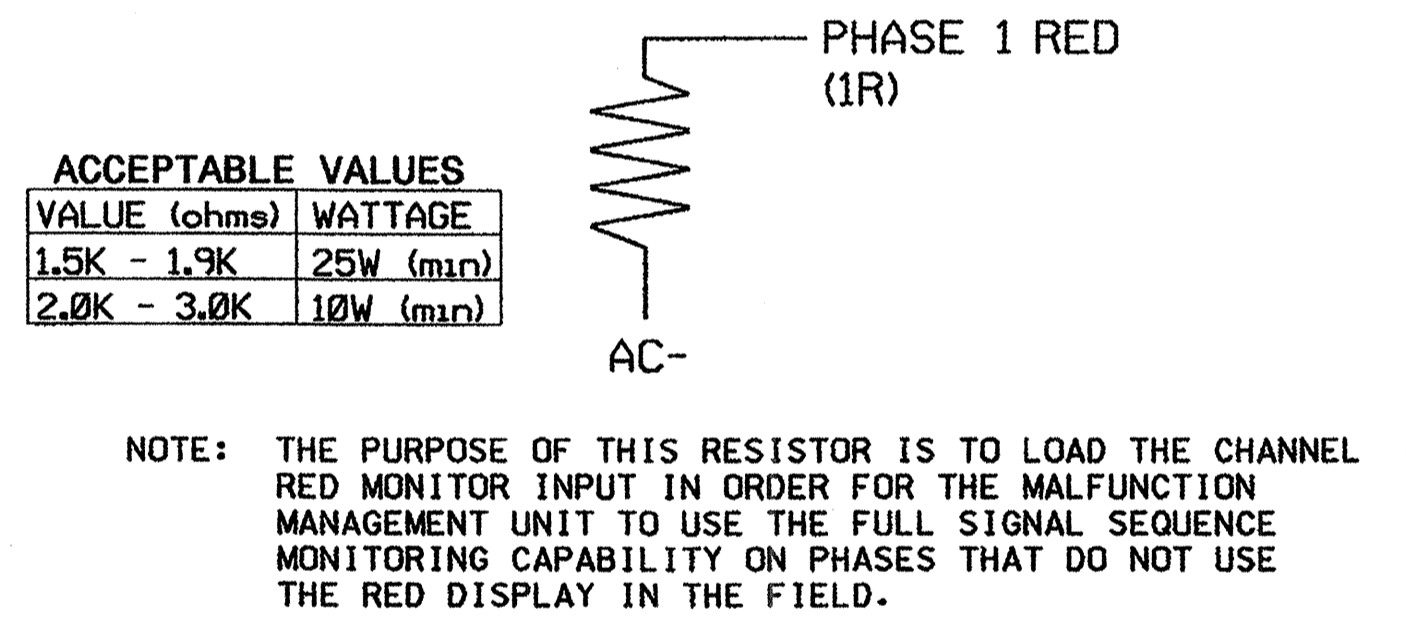 PHASE 1 RED
(1R)
ACCEPTABLE VALUES
VALUE (ohms) WATTAGE
1.5K - 1.9K 25W (min)
2.0K - 3.0K 10W (min)
AC-
NOTE: THE PURPOSE OF THIS RESISTOR IS TO LOAD THE CHANNEL
RED MONITOR INPUT IN ORDER FOR THE MALFUNCTION
MANAGEMENT UNIT TO USE THE FULL SIGNAL SEQUENCE
MONITORING CAPABILITY ON PHASES THAT DO NOT USE
THE RED DISPLAY IN THE FIELD.